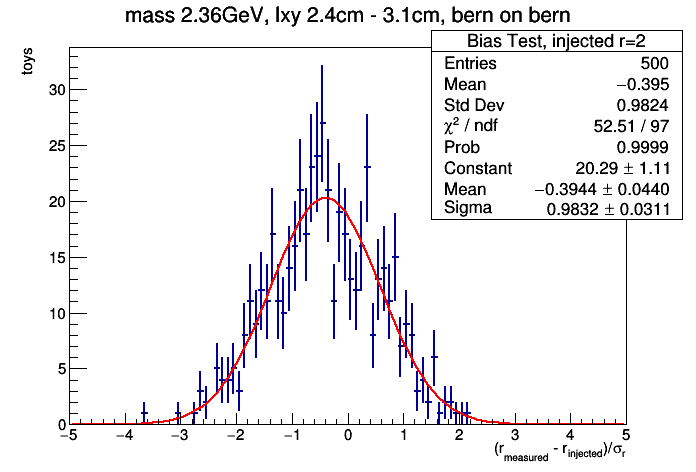 mass 2.36GeV, lxy 2.4cm - 3.1cm, bern on bern
Bias Test, injected r=2
Entries 500
Mean −0.395
Std Dev 0.9824
χ² / ndf 52.51 / 97
Prob 0.9999
Constant 20.29 ± 1.11
Mean −0.3944 ± 0.0440
Sigma 0.9832 ± 0.0311
toys
30
25
20
15
10
5
0
−5 −4 −3 −2 −1 0 1 2 3 4 5
(r_measured - r_injected)/σ_r